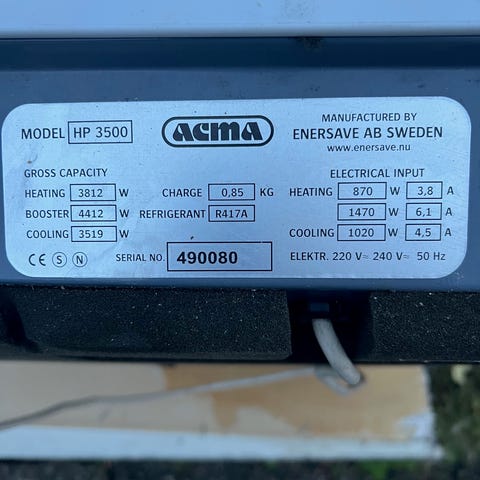 MODEL HP 3500
ACMA
MANUFACTURED BY
ENERSAVE AB SWEDEN
www.enersave.nu
GROSS CAPACITY
HEATING 3812 W
BOOSTER 4412 W
COOLING 3519 W
CHARGE 0,85 KG
REFRIGERANT R417A
ELECTRICAL INPUT
HEATING 870 W 3,8 A
1470 W 6,1 A
COOLING 1020 W 4,5 A
CE S N
SERIAL NO. 490080
ELEKTR. 220 V≂ 240 V≂ 50 Hz